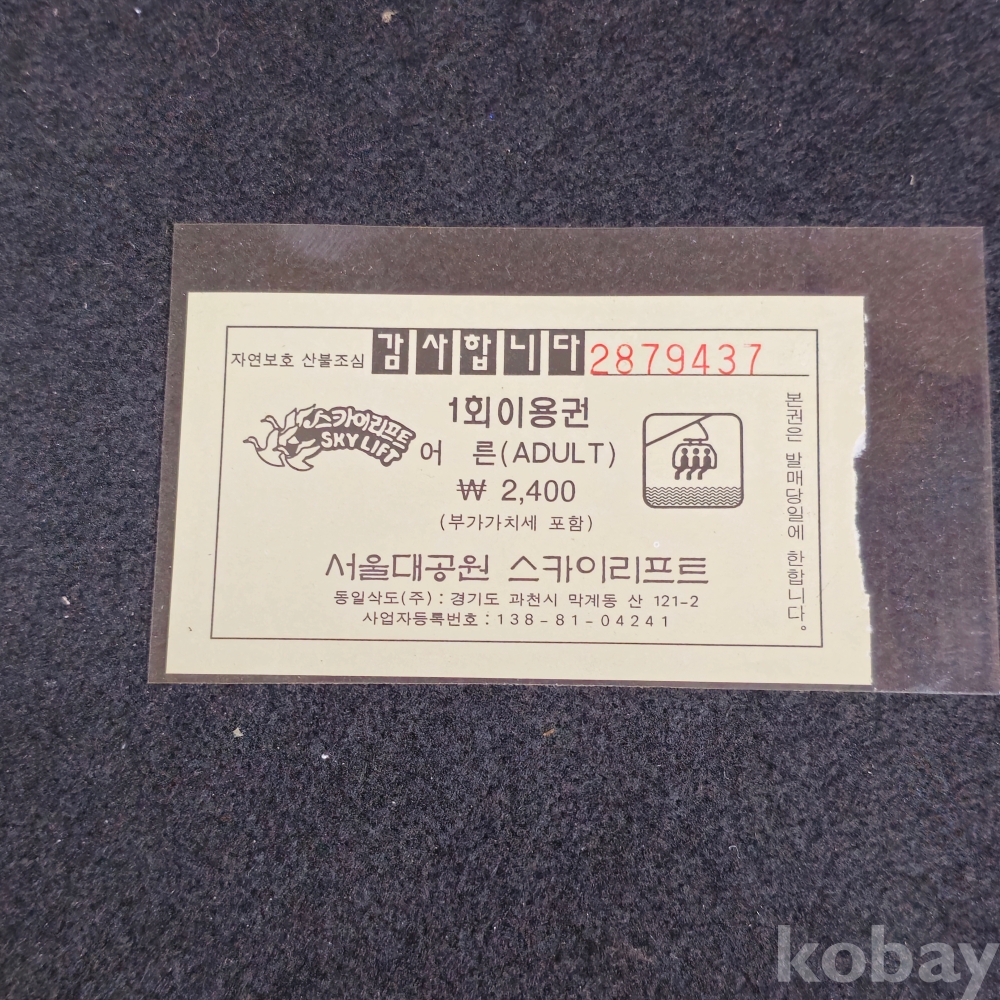 자연보호 산불조심 감사합니다 2879437
스카이리프트
SKY LIFT
1회이용권
어 른(ADULT)
₩ 2,400
(부가가치세 포함)
서울대공원 스카이리프트
동일삭도(주) : 경기도 과천시 막계동 산 121-2
사업자등록번호 : 138-81-04241
본권은 발매당일에 한합니다.
kobay